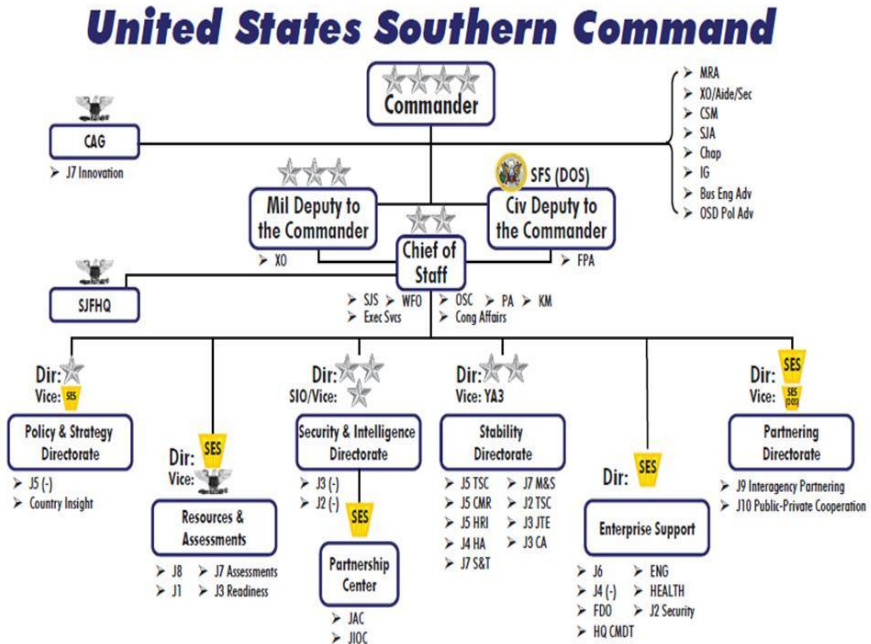 United States Southern Command
Commander
MRA
XO/Aide/Sec
CSM
SJA
Chap
IG
Bus Eng Adv
OSD Pol Adv
CAG
J7 Innovation
SFS (DOS)
Mil Deputy to
the Commander
XO
Civ Deputy to
the Commander
FPA
Chief of
Staff
SJS WFO OSC PA KM
Exec Svcs Cong Affairs
SJFHQ
Dir:
Vice: SES
Policy & Strategy
Directorate
J5 (-)
Country Insight
Dir: SES
Vice:
Resources &
Assessments
J8 J7 Assessments
J1 J3 Readiness
Dir:
SIO/Vice:
Security & Intelligence
Directorate
J3 (-)
J2 (-)
SES
Partnership
Center
JAC
JIOC
Dir:
Vice: YA3
Stability
Directorate
J5 TSC J7 M&S
J5 CMR J2 TSC
J5 HRI J3 JTE
J4 HA J3 CA
J7 S&T
Dir: SES
Enterprise Support
J6 ENG
J4 (-) HEALTH
FDO J2 Security
HQ CMDT
Dir: SES
Vice: SES
(DOS)
Partnering
Directorate
J9 Interagency Partnering
J10 Public-Private Cooperation